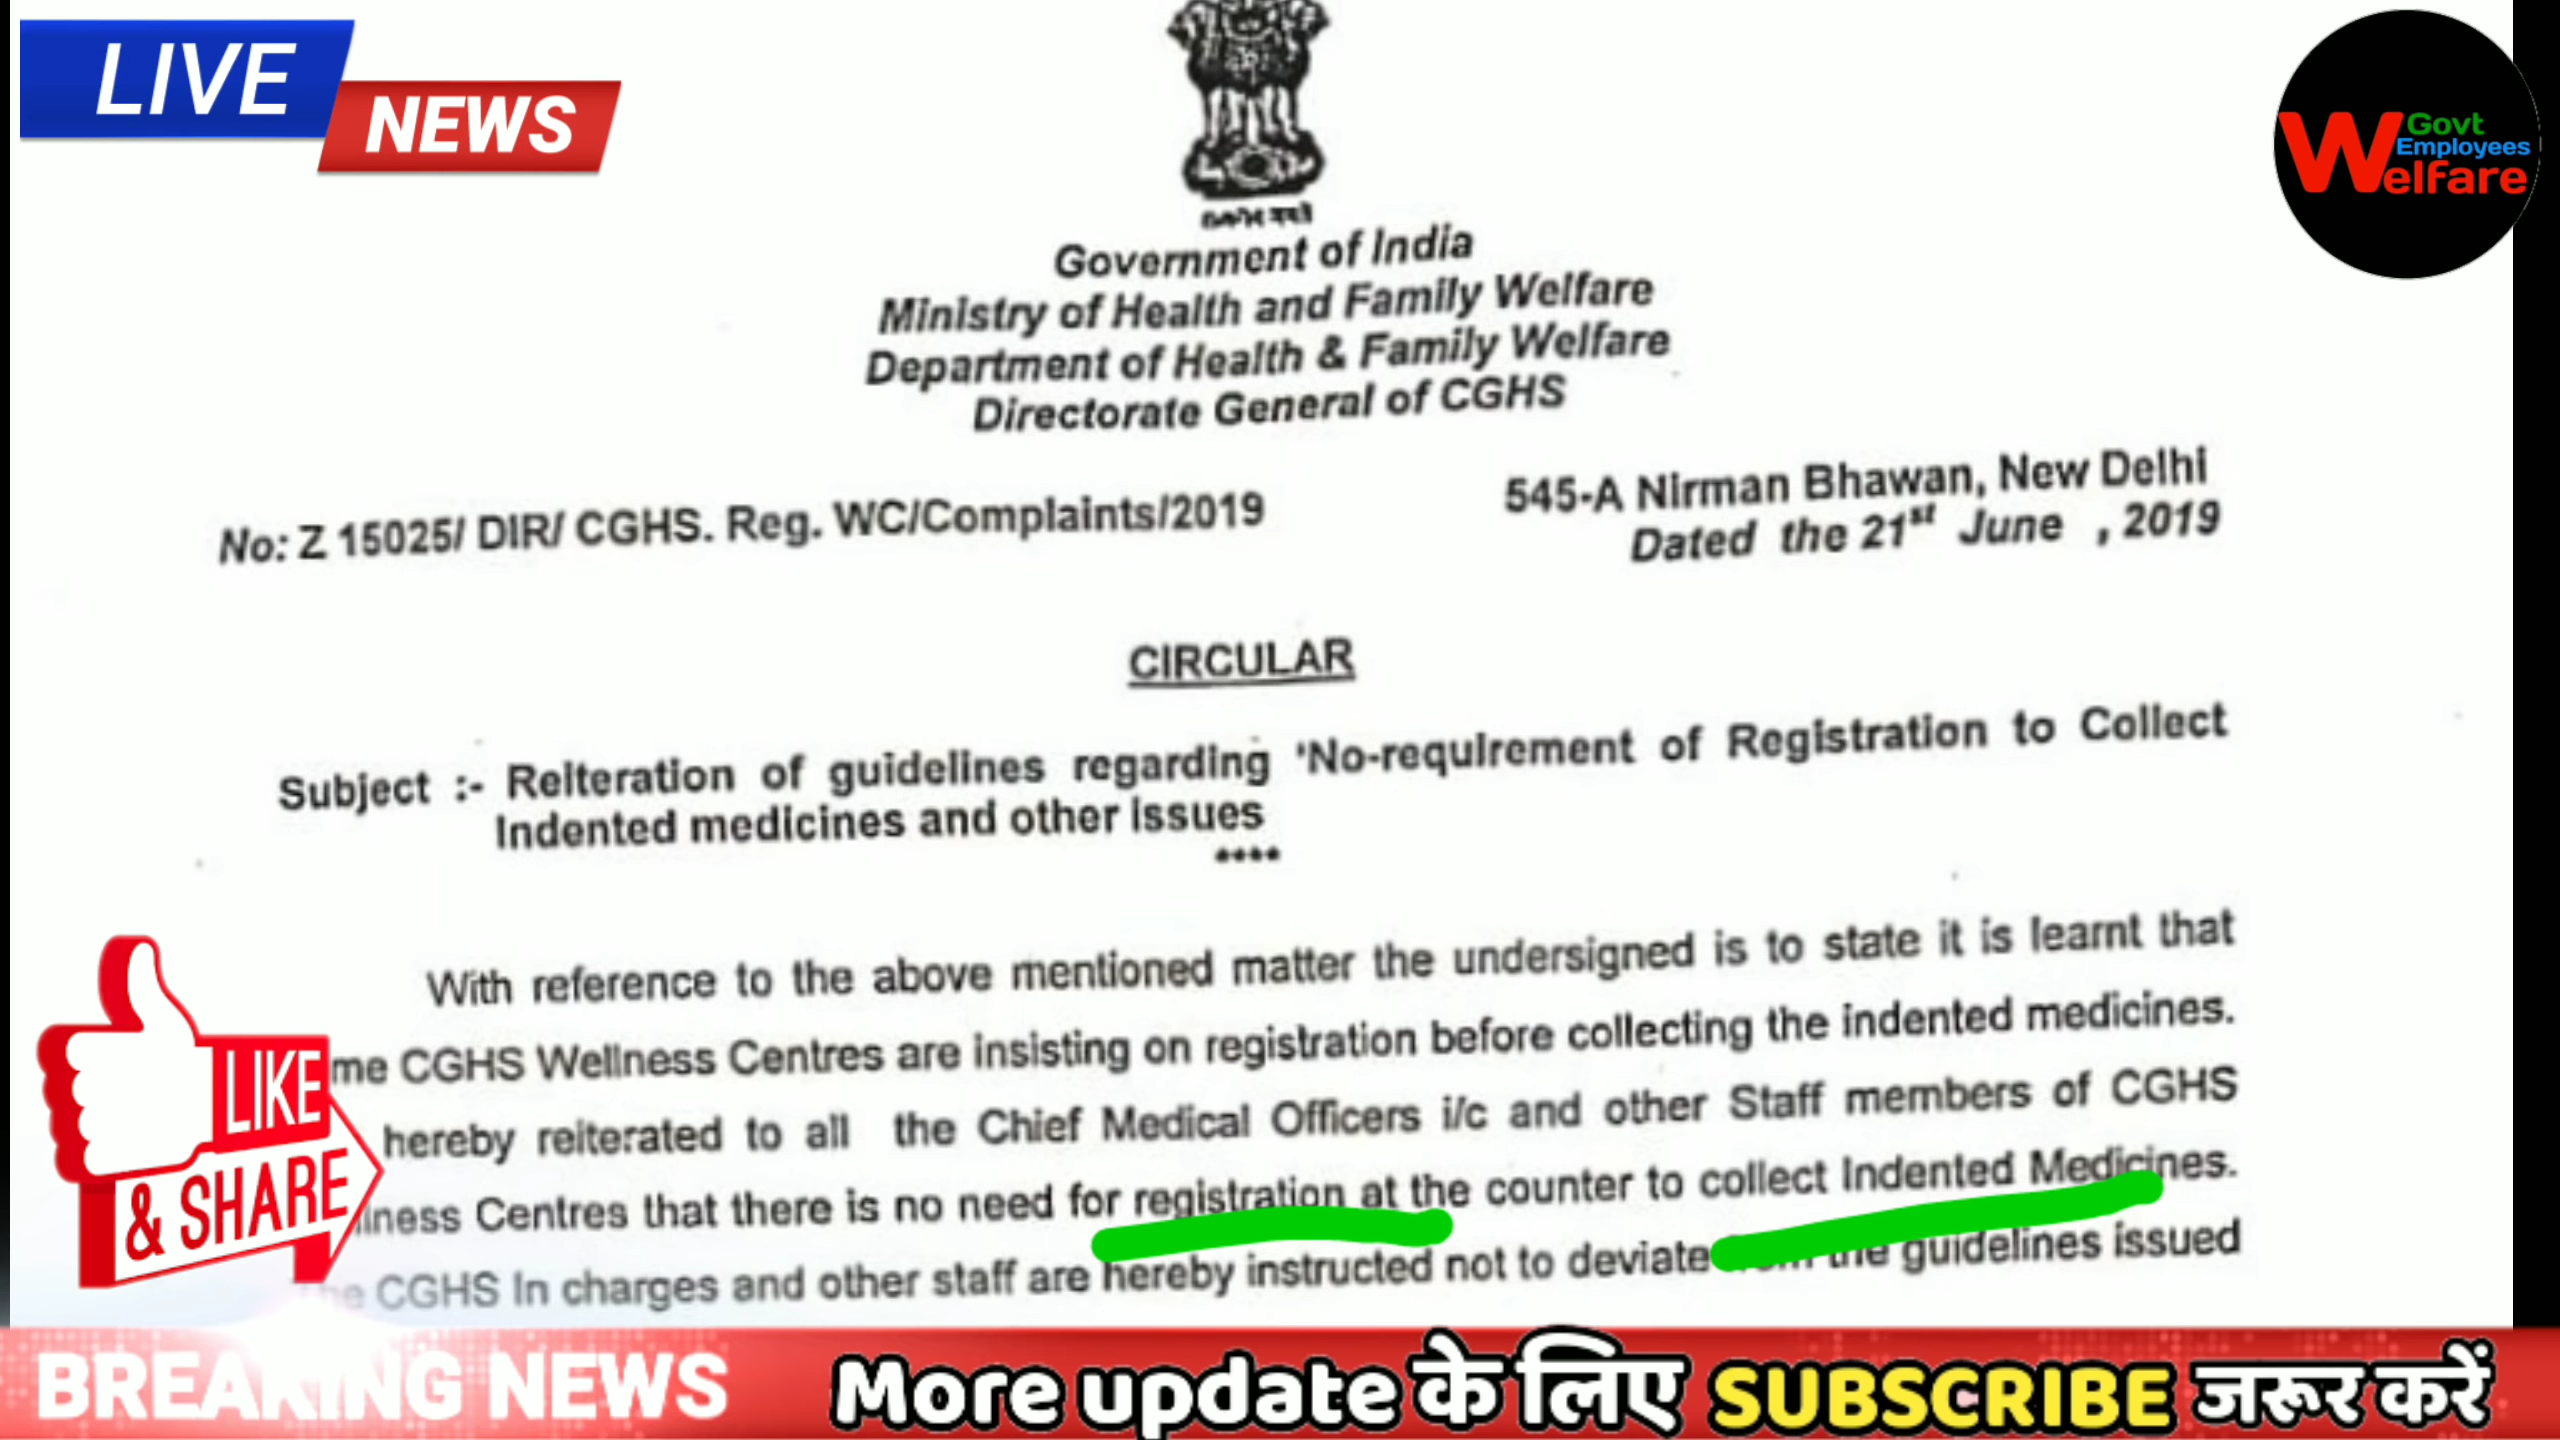 LIVE
NEWS
Govt
Employees
Welfare
Government of India
Ministry of Health and Family Welfare
Department of Health & Family Welfare
Directorate General of CGHS
No: Z 15025/ DIR/ CGHS. Reg. WC/Complaints/2019
545-A Nirman Bhawan, New Delhi
Dated the 21st June , 2019
CIRCULAR
Subject :- Reiteration of guidelines regarding 'No-requirement of Registration to Collect
Indented medicines and other Issues
****
With reference to the above mentioned matter the undersigned is to state it is learnt that
me CGHS Wellness Centres are insisting on registration before collecting the indented medicines.
hereby reiterated to all the Chief Medical Officers i/c and other Staff members of CGHS
lness Centres that there is no need for registration at the counter to collect Indented Medicines.
CGHS In charges and other staff are hereby instructed not to deviate the guidelines issued
LIKE
& SHARE
BREAKING NEWS
More update के लिए SUBSCRIBE जरूर करें